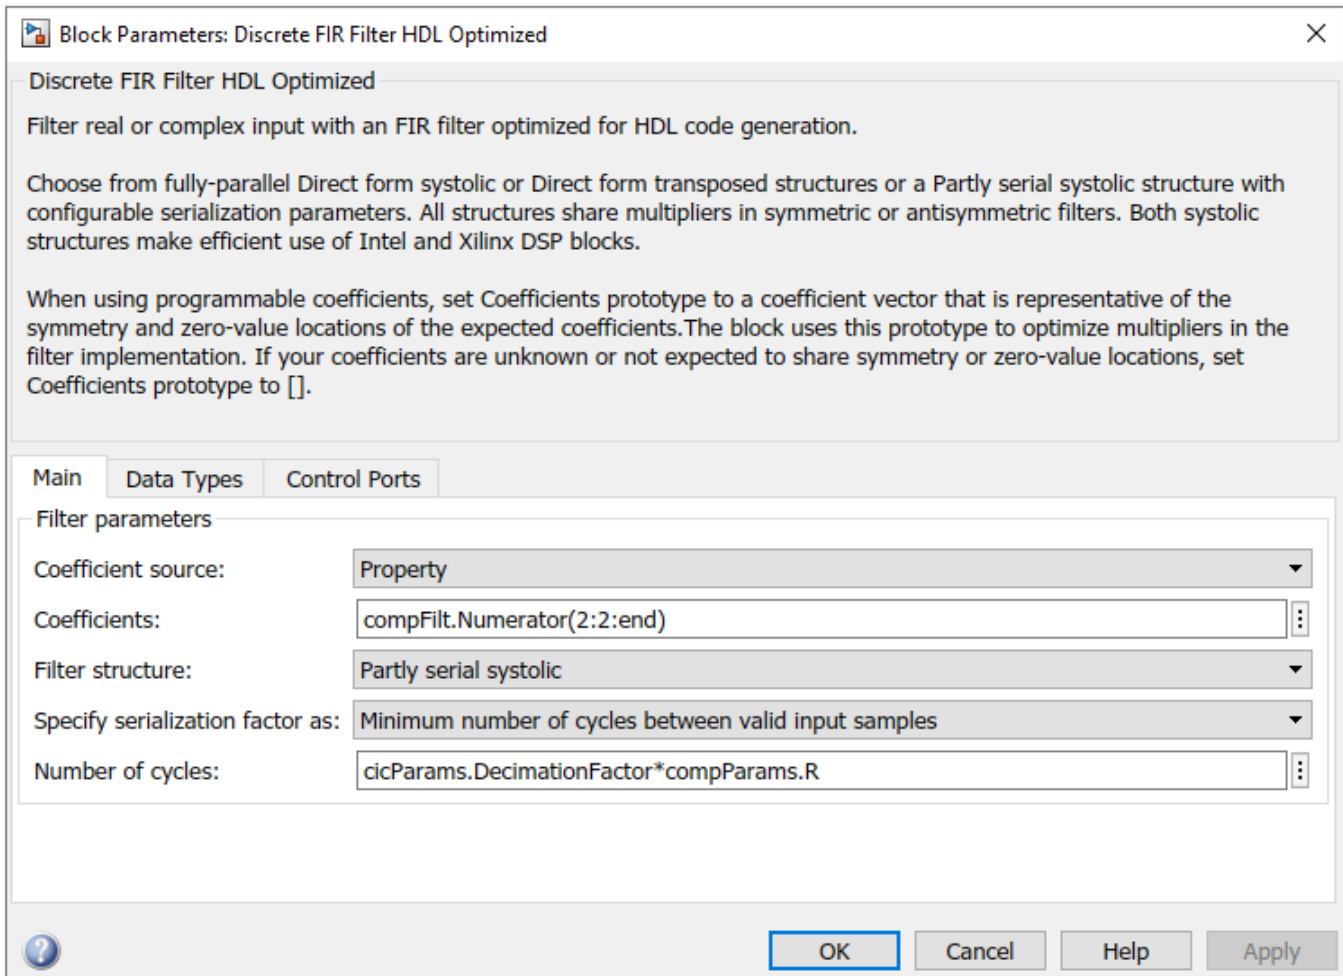 Block Parameters: Discrete FIR Filter HDL Optimized
Discrete FIR Filter HDL Optimized
Filter real or complex input with an FIR filter optimized for HDL code generation.
Choose from fully-parallel Direct form systolic or Direct form transposed structures or a Partly serial systolic structure with
configurable serialization parameters. All structures share multipliers in symmetric or antisymmetric filters. Both systolic
structures make efficient use of Intel and Xilinx DSP blocks.
When using programmable coefficients, set Coefficients prototype to a coefficient vector that is representative of the
symmetry and zero-value locations of the expected coefficients.The block uses this prototype to optimize multipliers in the
filter implementation. If your coefficients are unknown or not expected to share symmetry or zero-value locations, set
Coefficients prototype to [].
Main Data Types Control Ports
Filter parameters
Coefficient source: Property
Coefficients: compFilt.Numerator(2:2:end)
Filter structure: Partly serial systolic
Specify serialization factor as: Minimum number of cycles between valid input samples
Number of cycles: cicParams.DecimationFactor*compParams.R
? OK Cancel Help Apply